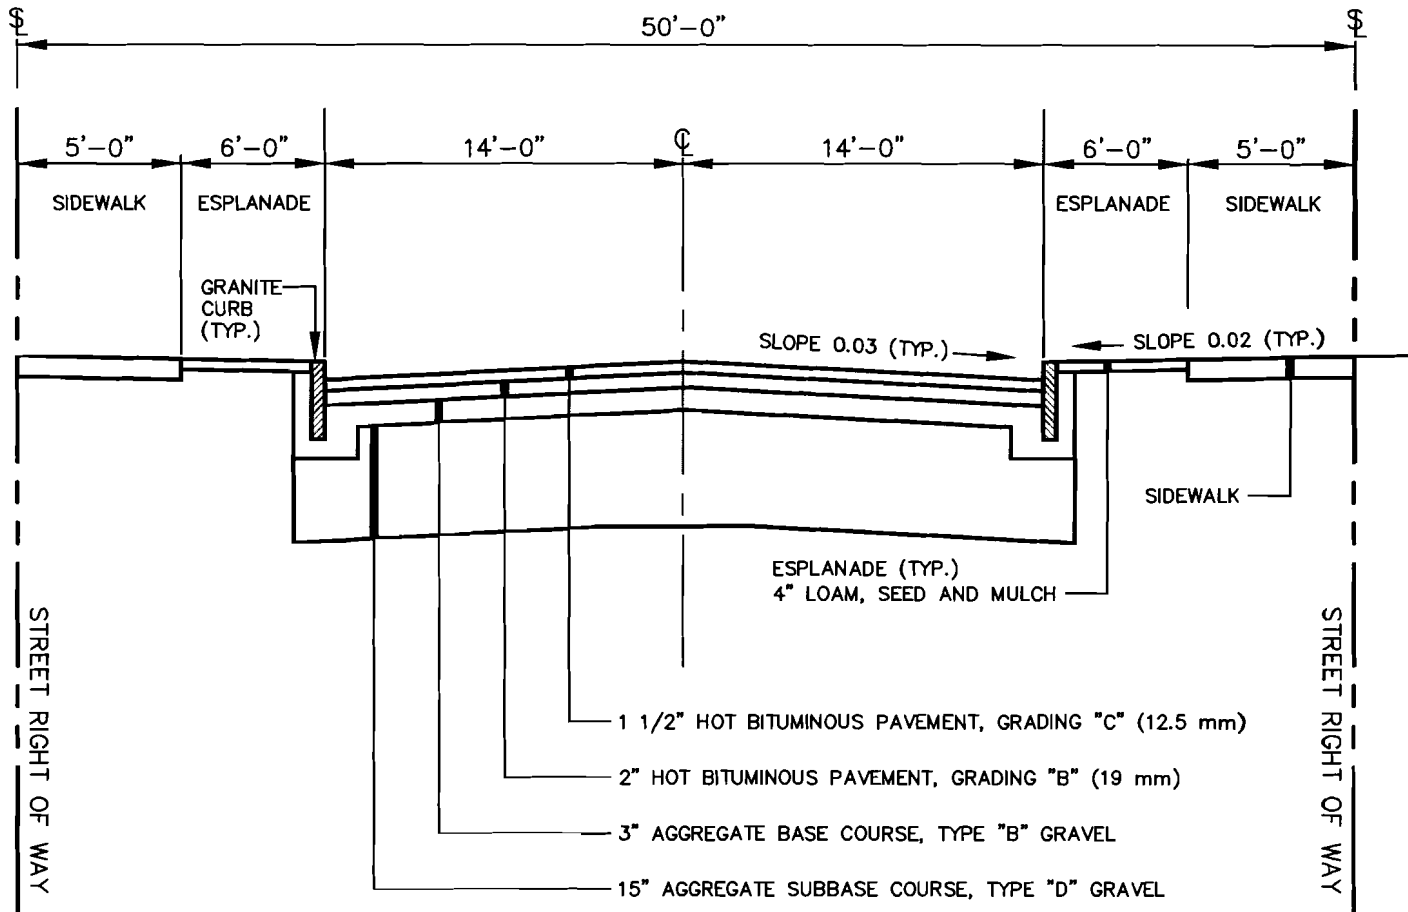 50'-0"
5'-0" 6'-0" 14'-0" ℄ 14'-0" 6'-0" 5'-0"
SIDEWALK ESPLANADE ESPLANADE SIDEWALK
GRANITE
CURB
(TYP.)
SLOPE 0.03 (TYP.)
SLOPE 0.02 (TYP.)
SIDEWALK
ESPLANADE (TYP.)
4" LOAM, SEED AND MULCH
STREET RIGHT OF WAY
STREET RIGHT OF WAY
1 1/2" HOT BITUMINOUS PAVEMENT, GRADING "C" (12.5 mm)
2" HOT BITUMINOUS PAVEMENT, GRADING "B" (19 mm)
3" AGGREGATE BASE COURSE, TYPE "B" GRAVEL
15" AGGREGATE SUBBASE COURSE, TYPE "D" GRAVEL